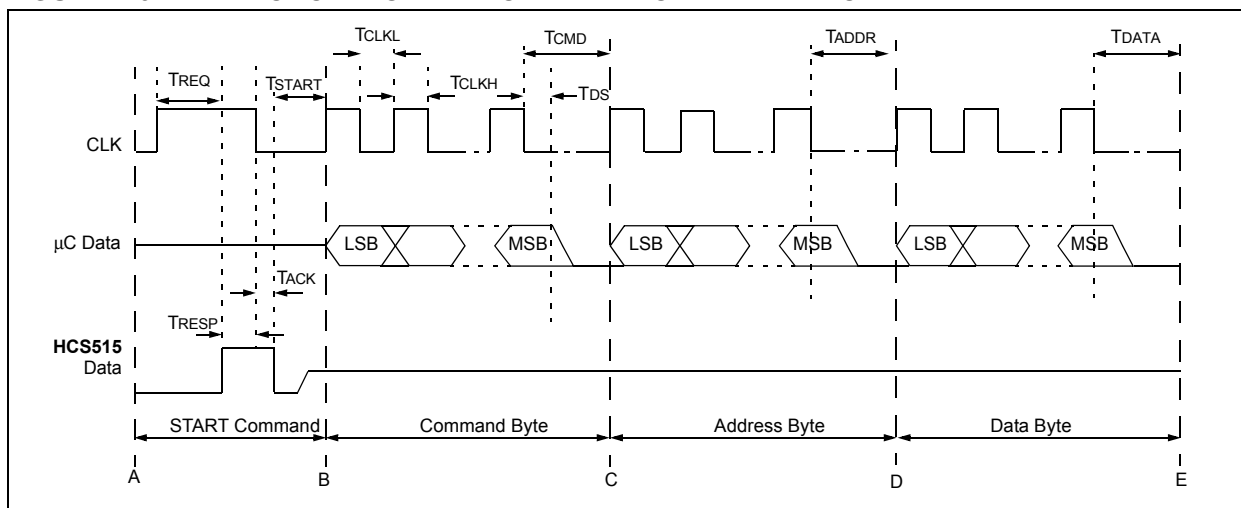 TCLKL
TCMD
TADDR
TDATA
TREQ
TSTART
TCLKH
TDS
CLK
µC Data
LSB
MSB
LSB
MSB
LSB
MSB
TACK
TRESP
HCS515
Data
START Command
Command Byte
Address Byte
Data Byte
A
B
C
D
E